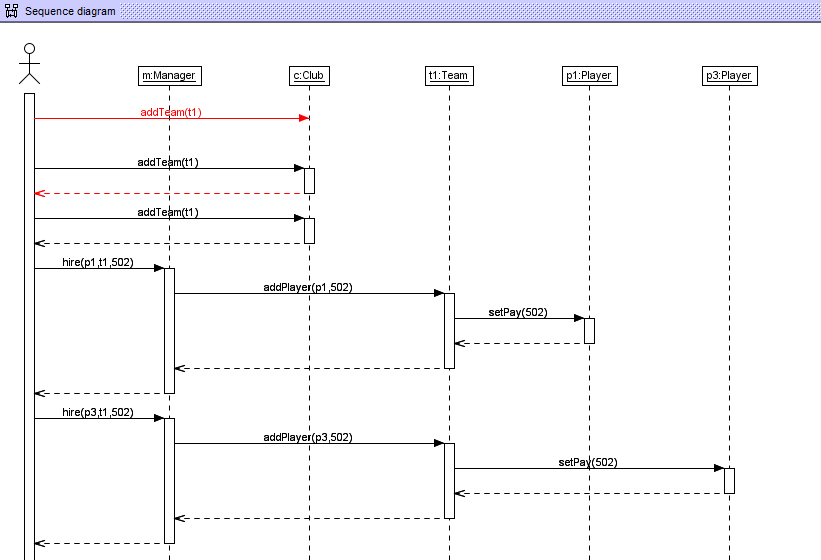 Sequence diagram
m:Manager
c:Club
t1:Team
p1:Player
p3:Player
addTeam(t1)
addTeam(t1)
addTeam(t1)
hire(p1,t1,502)
addPlayer(p1,502)
setPay(502)
hire(p3,t1,502)
addPlayer(p3,502)
setPay(502)